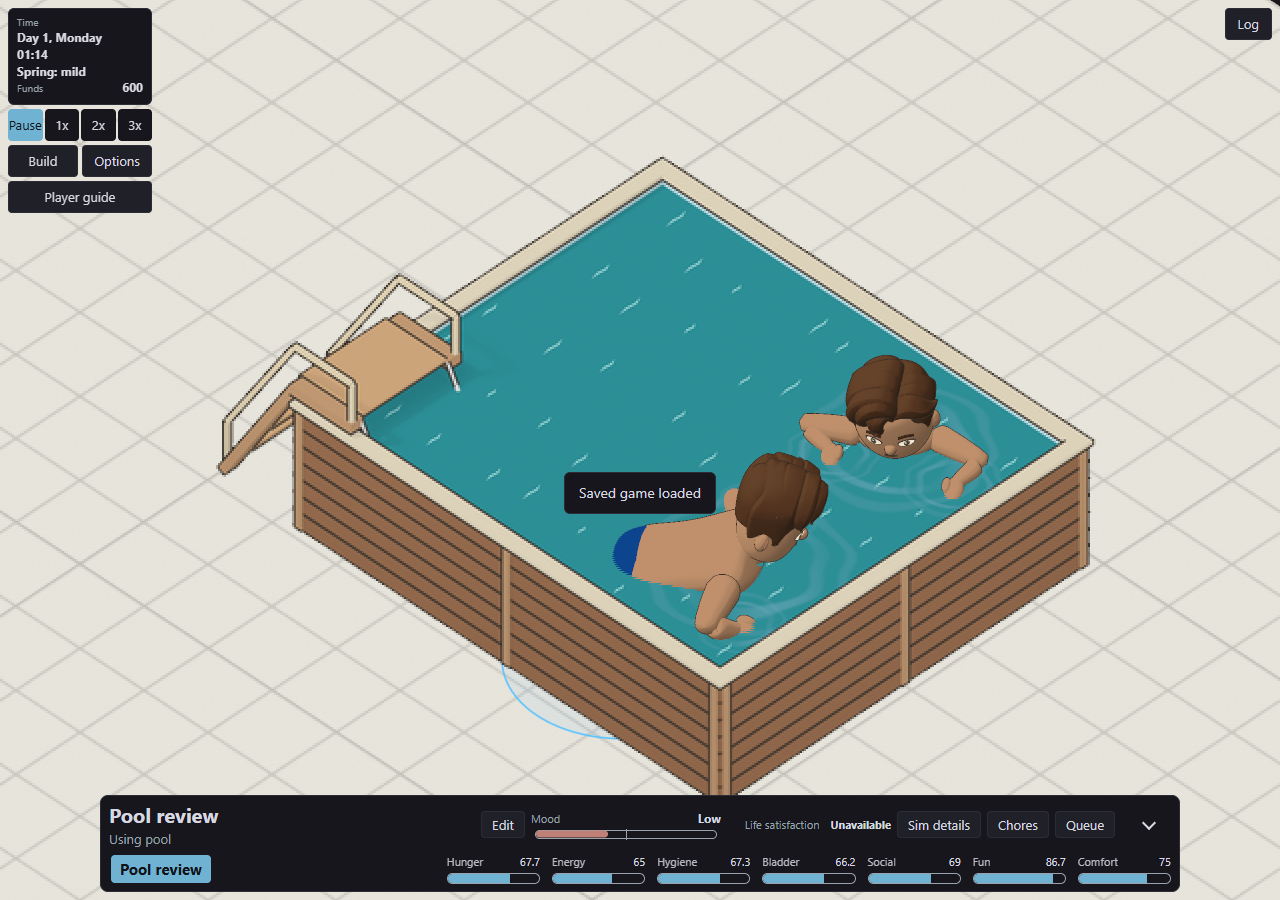 Time
Day 1, Monday
01:14
Spring: mild
Funds 600
Pause 1x 2x 3x
Build Options
Player guide
Log
Saved game loaded
Pool review
Using pool
Pool review
Edit Mood Low Life satisfaction Unavailable Sim details Chores Queue
Hunger 67.7 Energy 65 Hygiene 67.3 Bladder 66.2 Social 69 Fun 86.7 Comfort 75